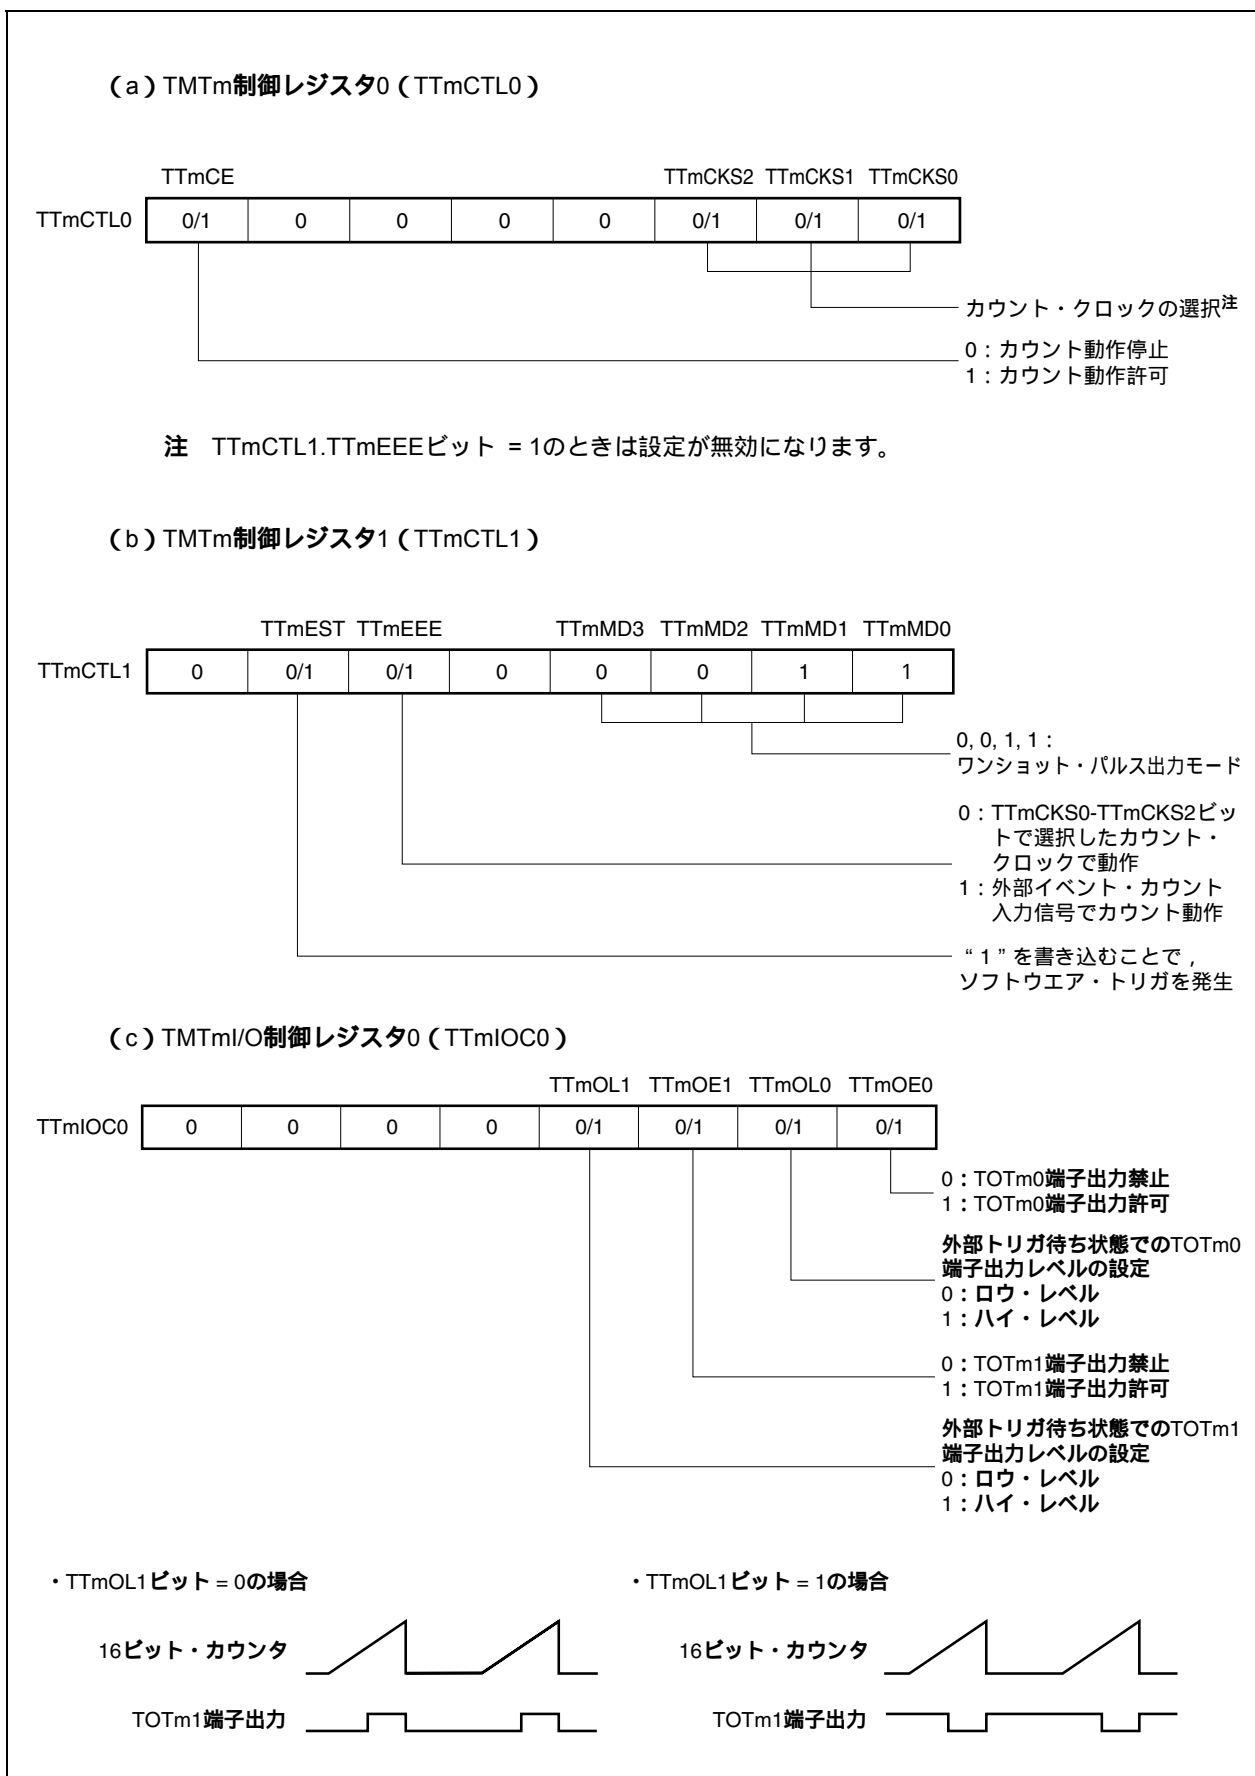 （a）TMTm制御レジスタ0（TTmCTL0）
TTmCE TTmCKS2 TTmCKS1 TTmCKS0
TTmCTL0 0/1 0 0 0 0 0/1 0/1 0/1
カウント・クロックの選択注
0：カウント動作停止
1：カウント動作許可
注 TTmCTL1.TTmEEEビット = 1のときは設定が無効になります。
（b）TMTm制御レジスタ1（TTmCTL1）
TTmEST TTmEEE TTmMD3 TTmMD2 TTmMD1 TTmMD0
TTmCTL1 0 0/1 0/1 0 0 0 1 1
0, 0, 1, 1：
ワンショット・パルス出力モード
0：TTmCKS0-TTmCKS2ビッ
トで選択したカウント・
クロックで動作
1：外部イベント・カウント
入力信号でカウント動作
“1”を書き込むことで，
ソフトウエア・トリガを発生
（c）TMTmI/O制御レジスタ0（TTmIOC0）
TTmOL1 TTmOE1 TTmOL0 TTmOE0
TTmIOC0 0 0 0 0 0/1 0/1 0/1 0/1
0：TOTm0端子出力禁止
1：TOTm0端子出力許可
外部トリガ待ち状態でのTOTm0
端子出力レベルの設定
0：ロウ・レベル
1：ハイ・レベル
0：TOTm1端子出力禁止
1：TOTm1端子出力許可
外部トリガ待ち状態でのTOTm1
端子出力レベルの設定
0：ロウ・レベル
1：ハイ・レベル
・TTmOL1ビット = 0の場合
16ビット・カウンタ
TOTm1端子出力
・TTmOL1ビット = 1の場合
16ビット・カウンタ
TOTm1端子出力